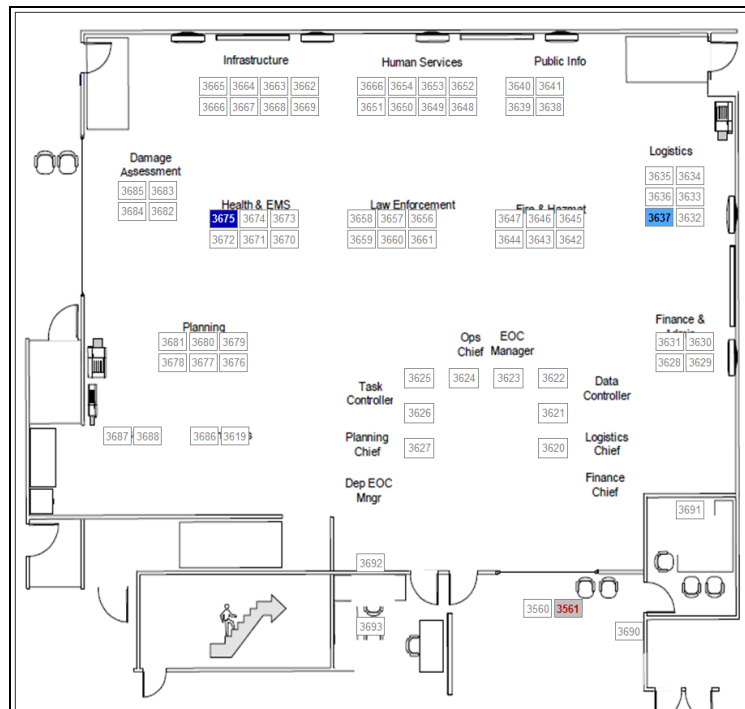 Infrastructure
Human Services
Public Info
3665 3664 3663 3662
3666 3667 3668 3669
3666 3654 3653 3652
3651 3650 3649 3648
3640 3641
3639 3638
Damage
Assessment
3685 3683
3684 3682
Logistics
3635 3634
3636 3633
3637 3632
Health & EMS
3675 3674 3673
3672 3671 3670
Law Enforcement
3658 3657 3656
3659 3660 3661
Fire & Hazmat
3647 3646 3645
3644 3643 3642
Planning
3681 3680 3679
3678 3677 3676
Ops
Chief
EOC
Manager
Finance &
3631 3630
3628 3629
3625 3624 3623 3622
Task
Controller
Data
Controller
3626 3621
3687 3688
3686 3619
Planning
Chief
3627 3620
Logistics
Chief
Dep EOC
Mngr
Finance
Chief
3691
3692
3560 3561
3693
3690